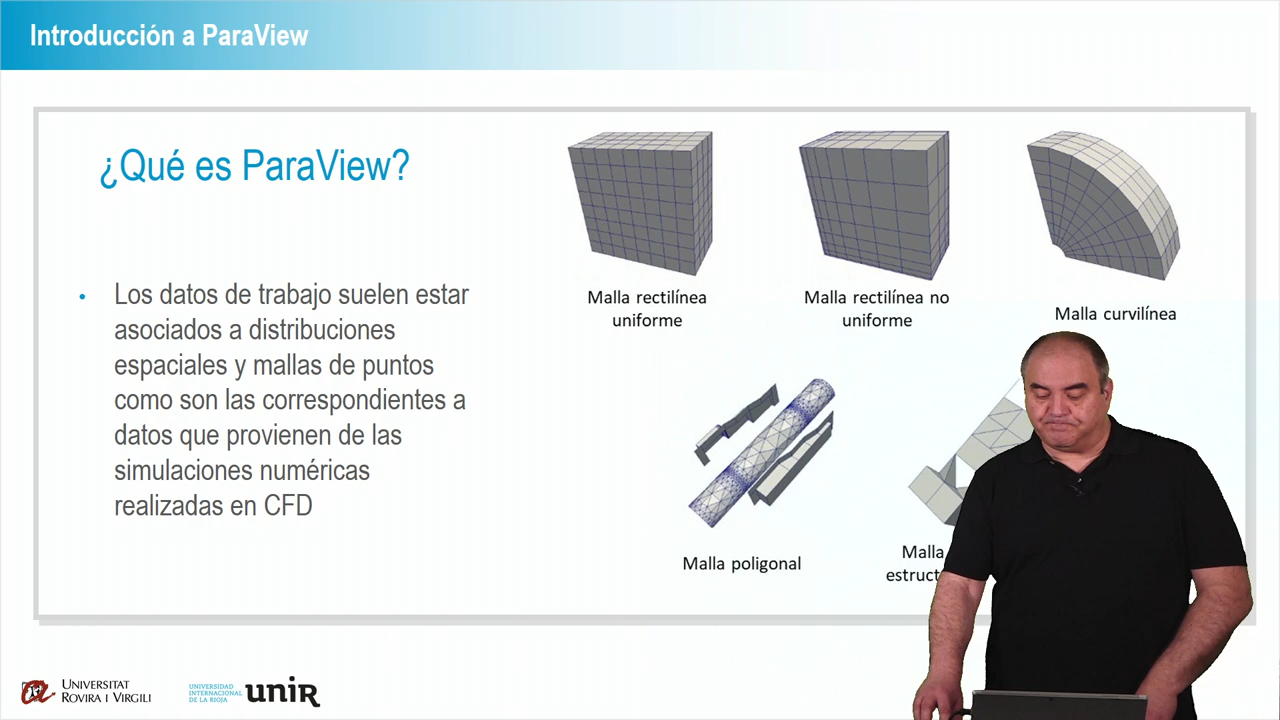 Introducción a ParaView
¿Qué es ParaView?
Los datos de trabajo suelen estar
asociados a distribuciones
espaciales y mallas de puntos
como son las correspondientes a
datos que provienen de las
simulaciones numéricas
realizadas en CFD
Malla rectilínea
uniforme
Malla rectilínea no
uniforme
Malla curvilínea
Malla poligonal
Malla
UNIVERSITAT
ROVIRA I VIRGILI
UNIVERSIDAD
INTERNACIONAL
DE LA RIOJA
unir